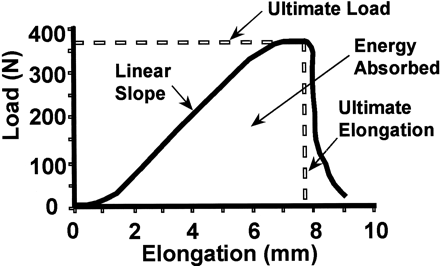 Ultimate Load
Energy
Absorbed
Linear
Slope
Ultimate
Elongation
Load (N)
400
300
200
100
0
0 2 4 6 8 10
Elongation (mm)